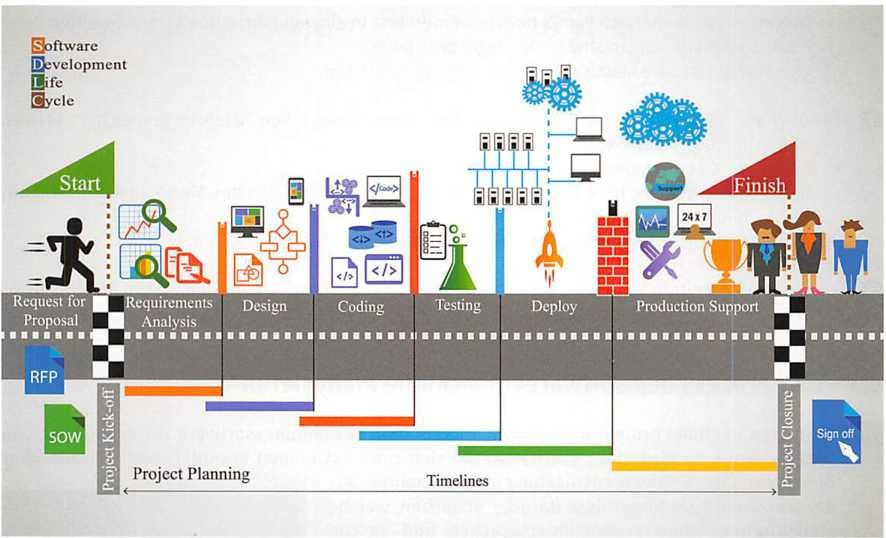 Software
Development
Life
Cycle
Start
Finish
</Code>
Support
24 x 7
Request for
Proposal
Requirements
Analysis
Design
Coding
Testing
Deploy
Production Support
RFP
SOW
Project Kick-off
Project Closure
Sign off
Project Planning
Timelines